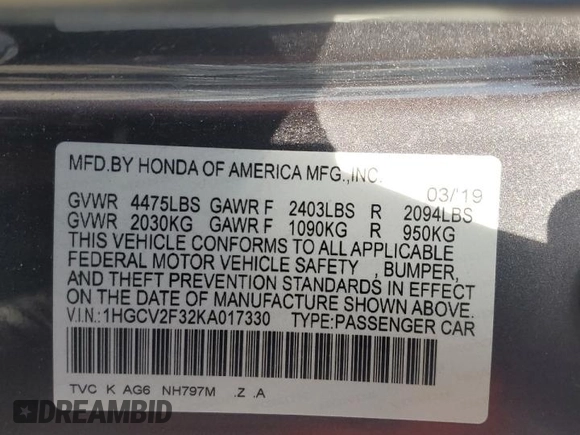 MFD.BY HONDA OF AMERICA MFG.,INC.
03/'19
GVWR 4475LBS GAWR F 2403LBS R 2094LBS
GVWR 2030KG GAWR F 1090KG R 950KG
THIS VEHICLE CONFORMS TO ALL APPLICABLE
FEDERAL MOTOR VEHICLE SAFETY , BUMPER,
AND THEFT PREVENTION STANDARDS IN EFFECT
ON THE DATE OF MANUFACTURE SHOWN ABOVE.
V.I.N.:1HGCV2F32KA017330 TYPE:PASSENGER CAR
TVC K AG6 NH797M .Z .A
DREAMBID